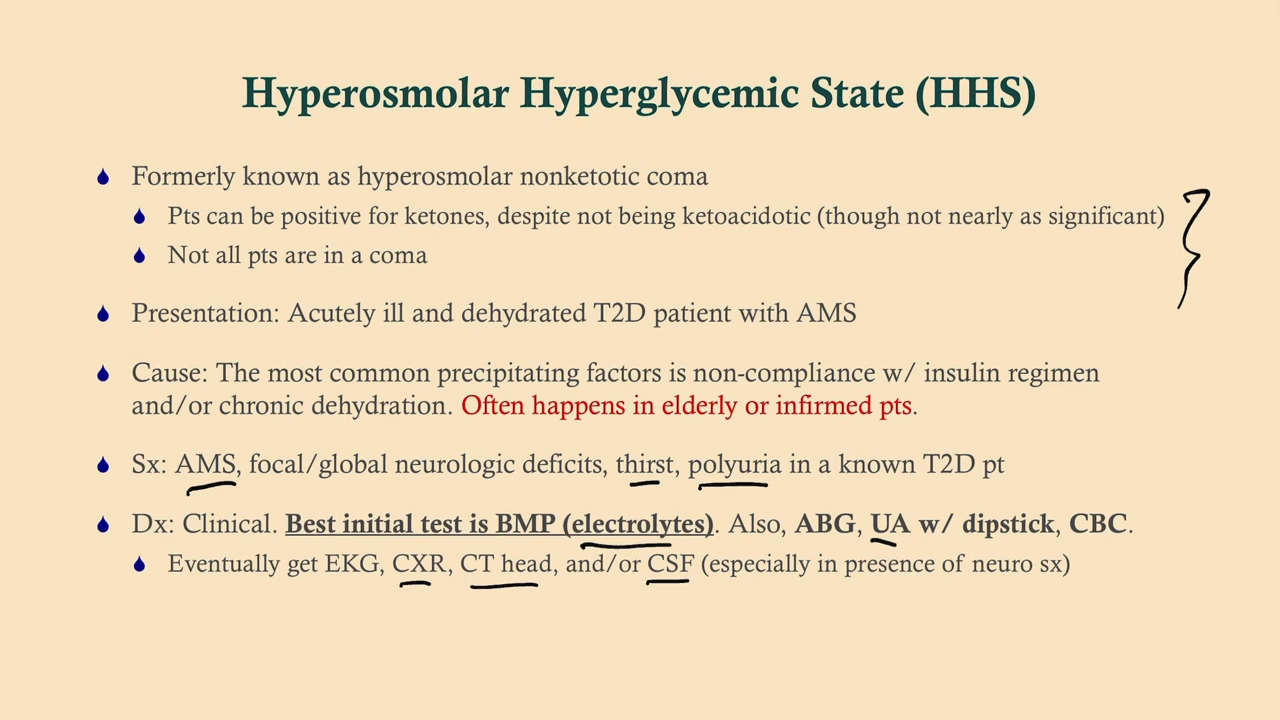 Hyperosmolar Hyperglycemic State (HHS)
Formerly known as hyperosmolar nonketotic coma
Pts can be positive for ketones, despite not being ketoacidotic (though not nearly as significant)
Not all pts are in a coma
Presentation: Acutely ill and dehydrated T2D patient with AMS
Cause: The most common precipitating factors is non-compliance w/ insulin regimen
and/or chronic dehydration. Often happens in elderly or infirmed pts.
Sx: AMS, focal/global neurologic deficits, thirst, polyuria in a known T2D pt
Dx: Clinical. Best initial test is BMP (electrolytes). Also, ABG, UA w/ dipstick, CBC.
Eventually get EKG, CXR, CT head, and/or CSF (especially in presence of neuro sx)